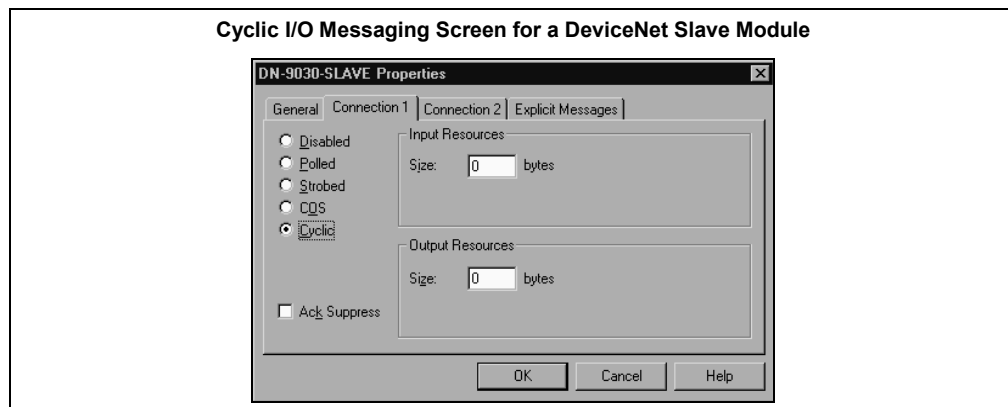 Cyclic I/O Messaging Screen for a DeviceNet Slave Module
DN-9030-SLAVE Properties
General Connection 1 Connection 2 Explicit Messages
Disabled
Polled
Strobed
COS
Cyclic
Ack Suppress
Input Resources
Size: 0 bytes
Output Resources
Size: 0 bytes
OK Cancel Help